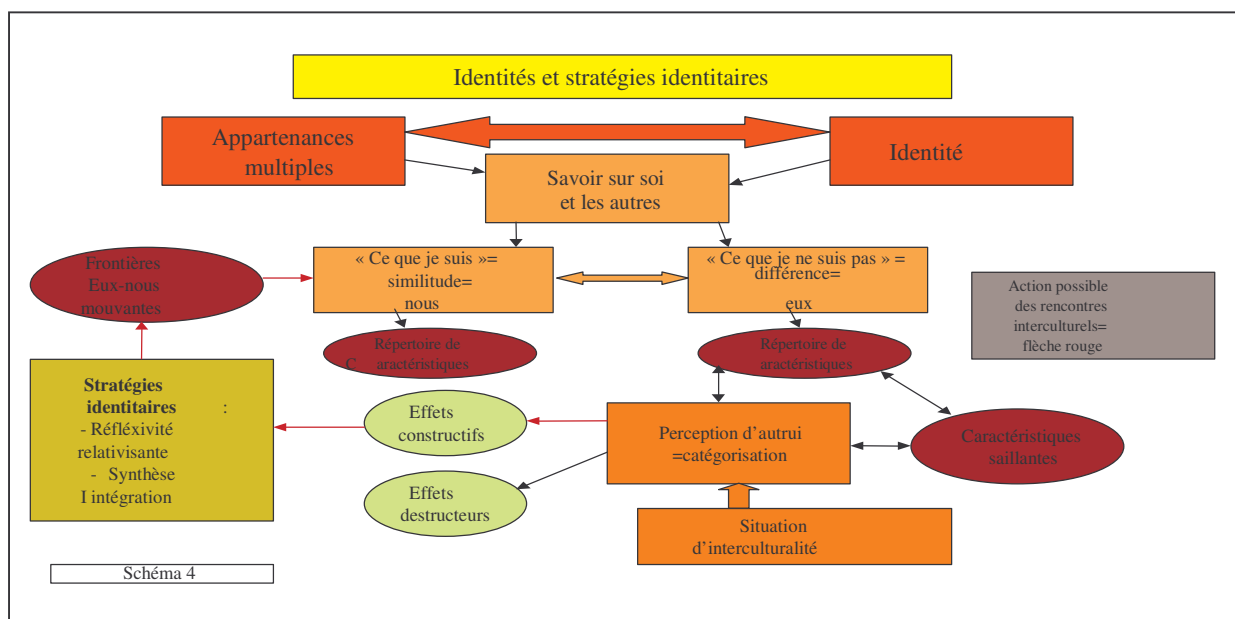 Identités et stratégies identitaires
Appartenances
multiples
Identité
Savoir sur soi
et les autres
Frontières
Eux-nous
mouvantes
« Ce que je suis »=
similitude=
nous
« Ce que je ne suis pas » =
différence=
eux
Action possible
des rencontres
interculturels=
flèche rouge
Répertoire de
C aractéristiques
Répertoire de
aractéristiques
Stratégies
identitaires :
- Réfléxivité
relativisante
- Synthèse
I intégration
Effets
constructifs
Perception d'autrui
=catégorisation
Caractéristiques
saillantes
Effets
destructeurs
Situation
d'interculturalité
Schéma 4